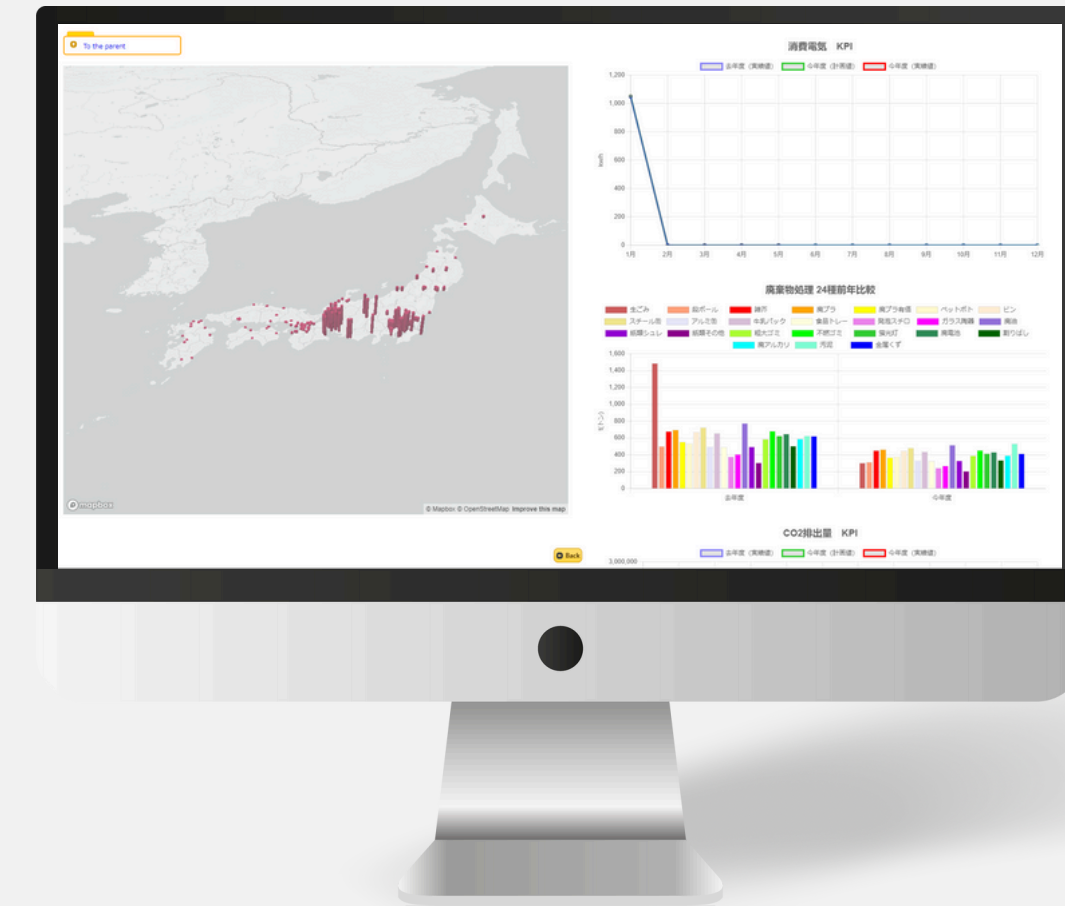 To the parent
mapbox
© Mapbox © OpenStreetMap Improve this map
Back
消費電気 KPI
去年度（実績値） 今年度（計画値） 今年度（実績値）
1,200
1,000
800
600
400
200
0
kwh
1月 2月 3月 4月 5月 6月 7月 8月 9月 10月 11月 12月
廃棄物処理 24種前年比較
生ごみ 段ボール 雑芥 廃プラ 廃プラ有価 ペットボト ビン
スチール缶 アルミ缶 牛乳パック 食品トレー 発泡スチロ ガラス陶器 廃油
紙類シュレ 紙類その他 粗大ゴミ 不燃ゴミ 蛍光灯 廃電池 割りばし
廃アルカリ 汚泥 金属くず
1,600
1,400
1,200
1,000
800
600
400
200
0
去年度 今年度
CO2排出量 KPI
去年度（実績値） 今年度（計画値） 今年度（実績値）
3,000,000